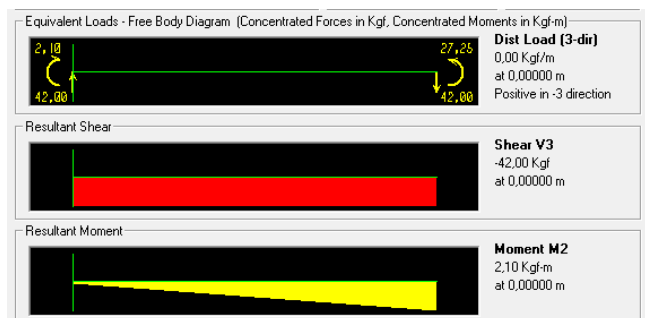 Equivalent Loads - Free Body Diagram (Concentrated Forces in Kgf, Concentrated Moments in Kgf-m)
2,10
27,25
42,00
42,00
Dist Load (3-dir)
0,00 Kgf/m
at 0,00000 m
Positive in -3 direction
Resultant Shear
Shear V3
-42,00 Kgf
at 0,00000 m
Resultant Moment
Moment M2
2,10 Kgf-m
at 0,00000 m